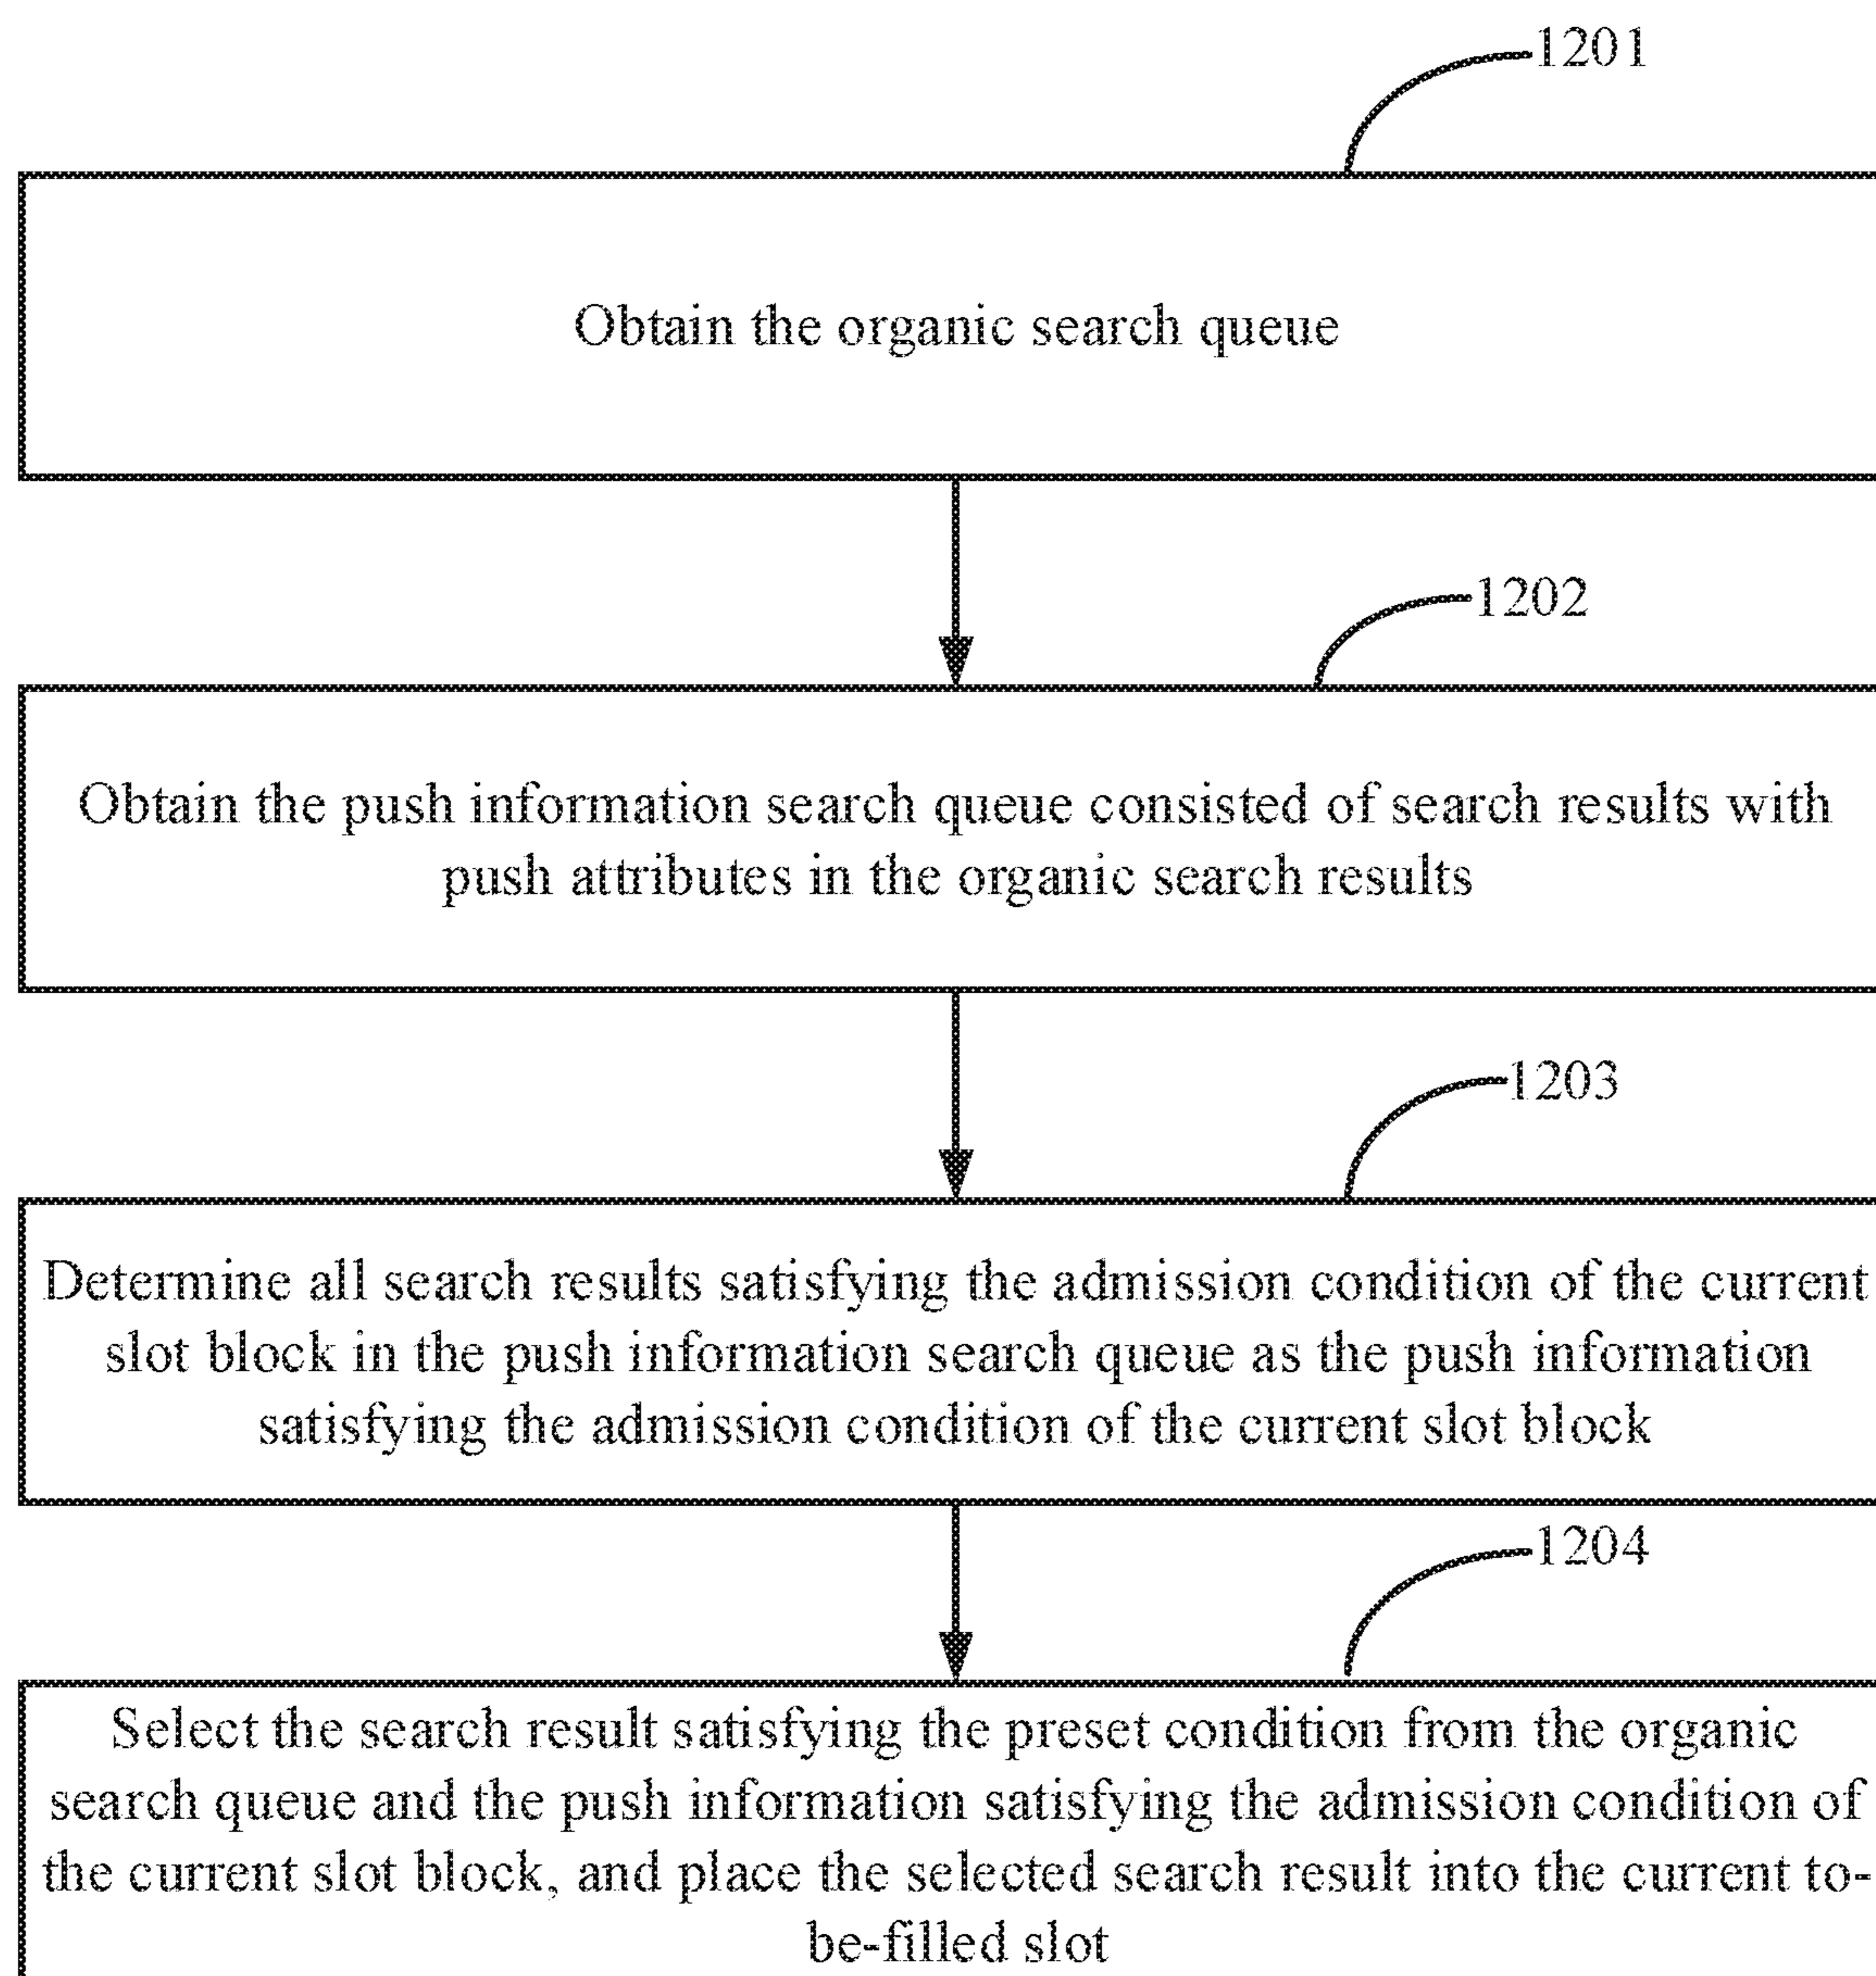 1201
Obtain the organic search queue
1202
Obtain the push information search queue consisted of search results with
push attributes in the organic search results
1203
Determine all search results satisfying the admission condition of the current
slot block in the push information search queue as the push information
satisfying the admission condition of the current slot block
1204
Select the search result satisfying the preset condition from the organic
search queue and the push information satisfying the admission condition of
the current slot block, and place the selected search result into the current to-
be-filled slot